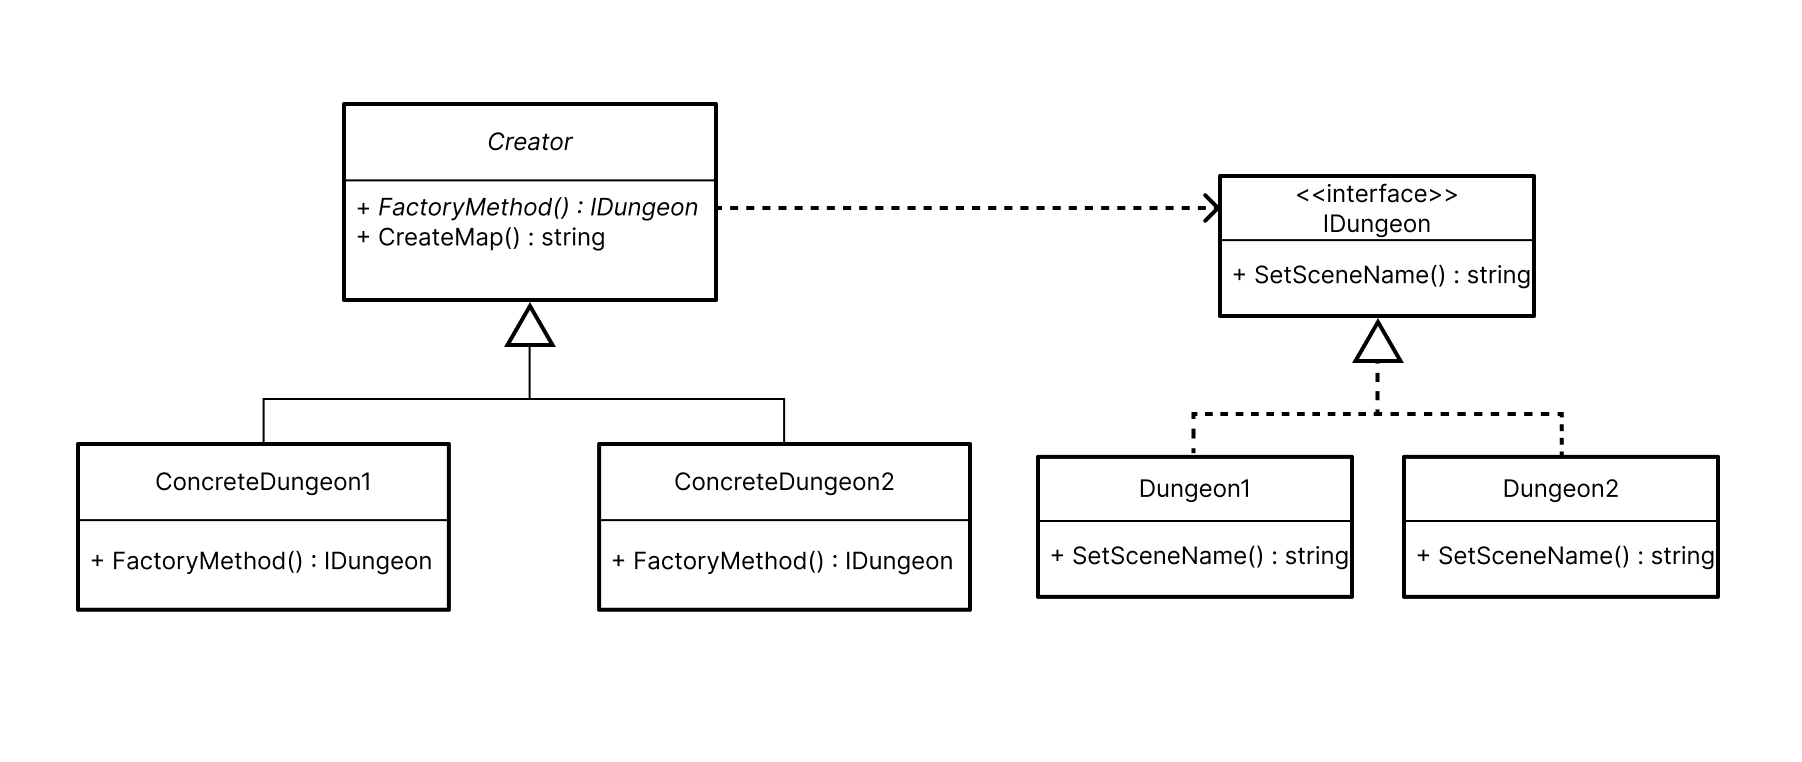 Creator
+ FactoryMethod() : IDungeon
+ CreateMap() : string
<<interface>>
IDungeon
+ SetSceneName() : string
ConcreteDungeon1
+ FactoryMethod() : IDungeon
ConcreteDungeon2
+ FactoryMethod() : IDungeon
Dungeon1
+ SetSceneName() : string
Dungeon2
+ SetSceneName() : string